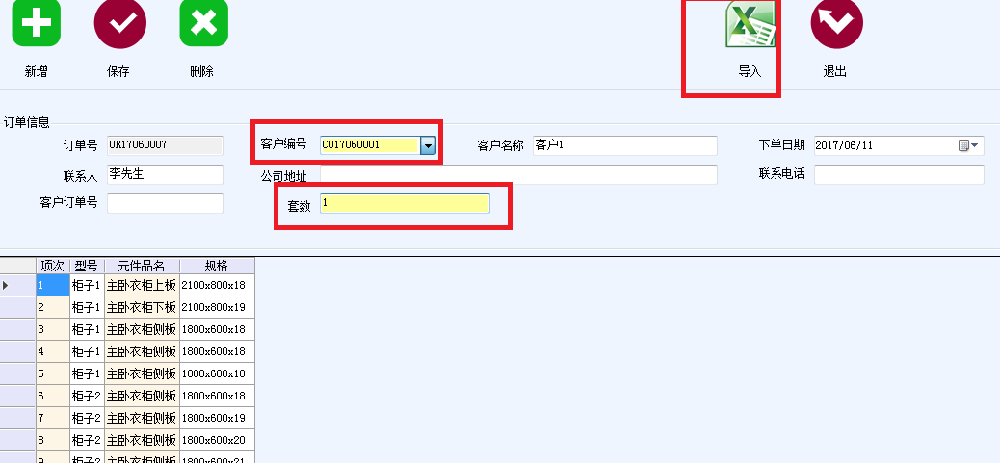 新增 保存 删除 导入 退出
订单信息
订单号 OR17060007 客户编号 CU17060001 客户名称 客户1 下单日期 2017/06/11
联系人 李先生 公司地址 联系电话
客户订单号 套数 1
项次 型号 元件品名 规格
1 柜子1 主卧衣柜上板 2100x800x18
2 柜子1 主卧衣柜下板 2100x800x19
3 柜子1 主卧衣柜侧板 1800x600x18
4 柜子1 主卧衣柜侧板 1800x600x18
5 柜子1 主卧衣柜侧板 1800x600x18
6 柜子2 主卧衣柜侧板 1800x600x18
7 柜子2 主卧衣柜侧板 1800x600x19
8 柜子2 主卧衣柜侧板 1800x600x20
9 柜子2 主卧衣柜侧板 1800x600x21